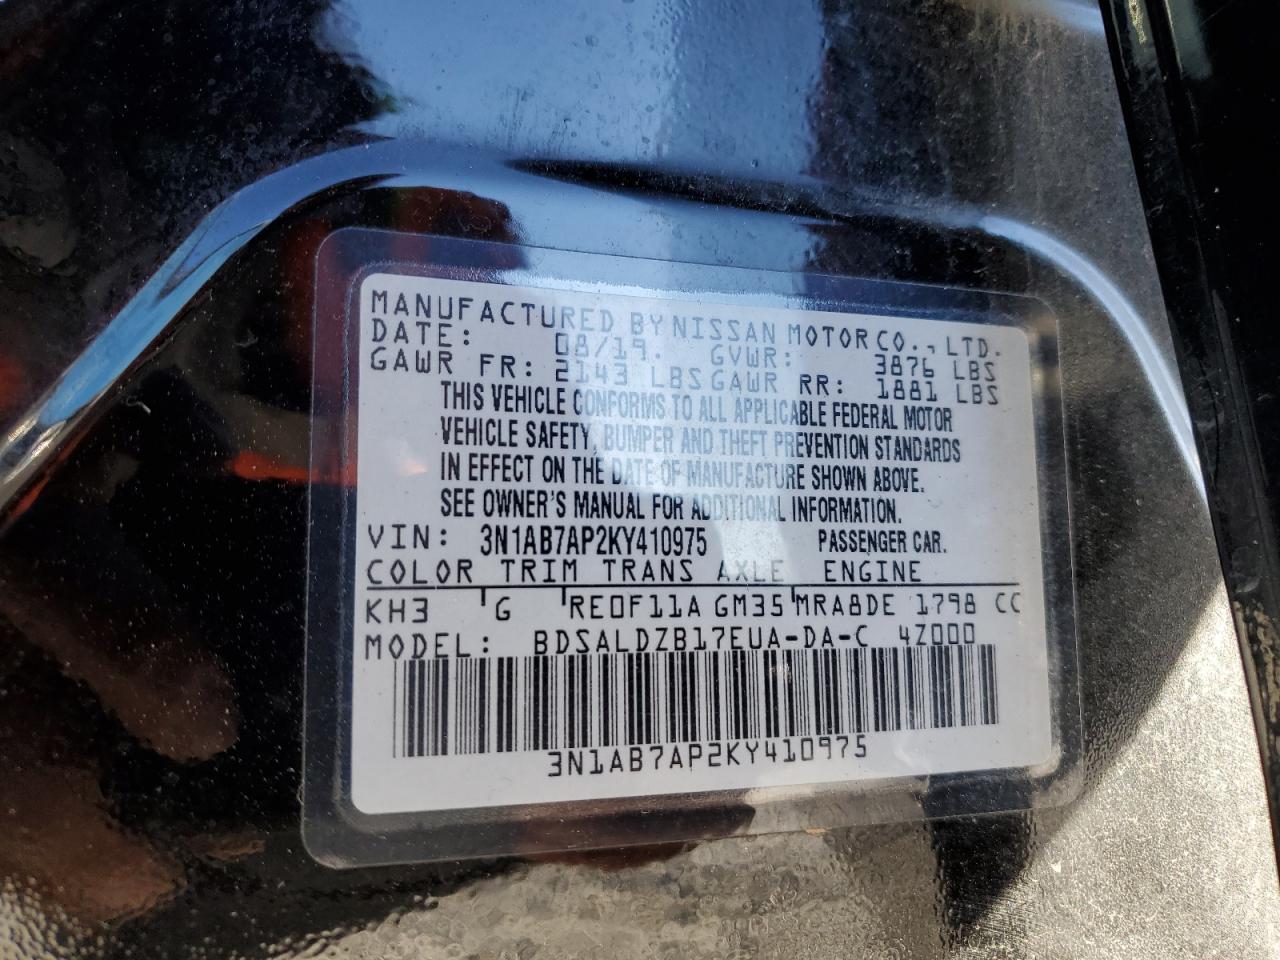 MANUFACTURED BY NISSAN MOTOR CO., LTD.
DATE: 08/19. GVWR: 3876 LBS
GAWR FR: 2143 LBS GAWR RR: 1881 LBS
THIS VEHICLE CONFORMS TO ALL APPLICABLE FEDERAL MOTOR
VEHICLE SAFETY, BUMPER AND THEFT PREVENTION STANDARDS
IN EFFECT ON THE DATE OF MANUFACTURE SHOWN ABOVE.
SEE OWNER'S MANUAL FOR ADDITIONAL INFORMATION.
VIN: 3N1AB7AP2KY410975 PASSENGER CAR.
COLOR TRIM TRANS AXLE ENGINE
KH3 G RE0F11A GM35 MRA8DE 1798 CC
MODEL: BDSALDZB17EUA-DA-C 4Z000
3N1AB7AP2KY410975